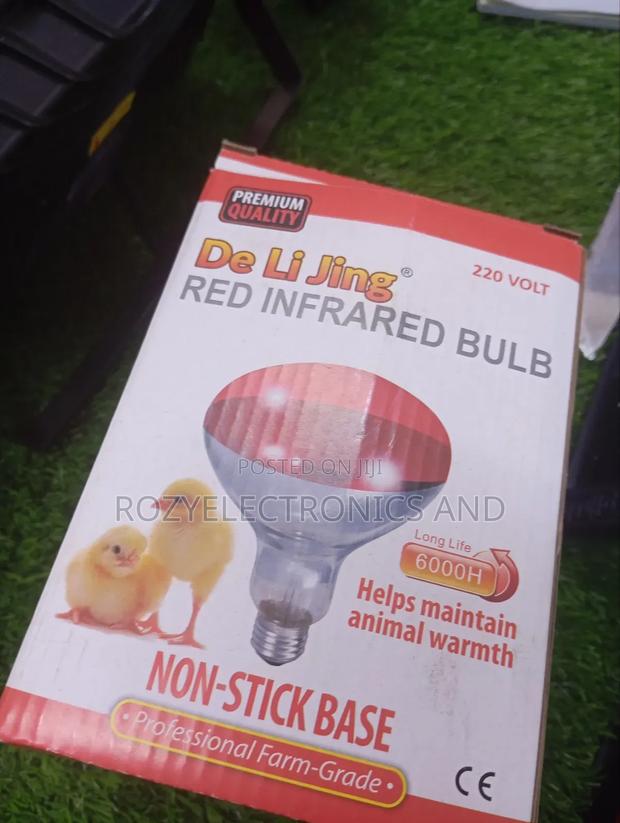 PREMIUM
QUALITY
De Li Jing®
220 VOLT
RED INFRARED BULB
POSTED ON JIJI
ROZYELECTRONICS AND
Long Life
6000H
Helps maintain
animal warmth
NON-STICK BASE
• Professional Farm-Grade •
CE